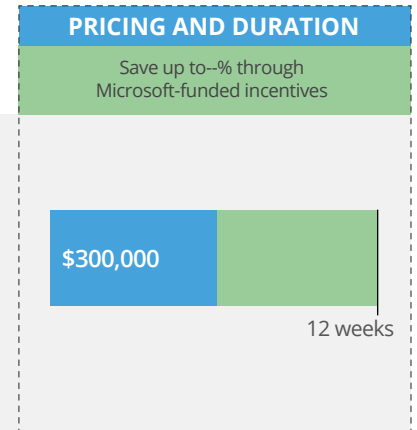 PRICING AND DURATION
Save up to--% through
Microsoft-funded incentives
$300,000
12 weeks